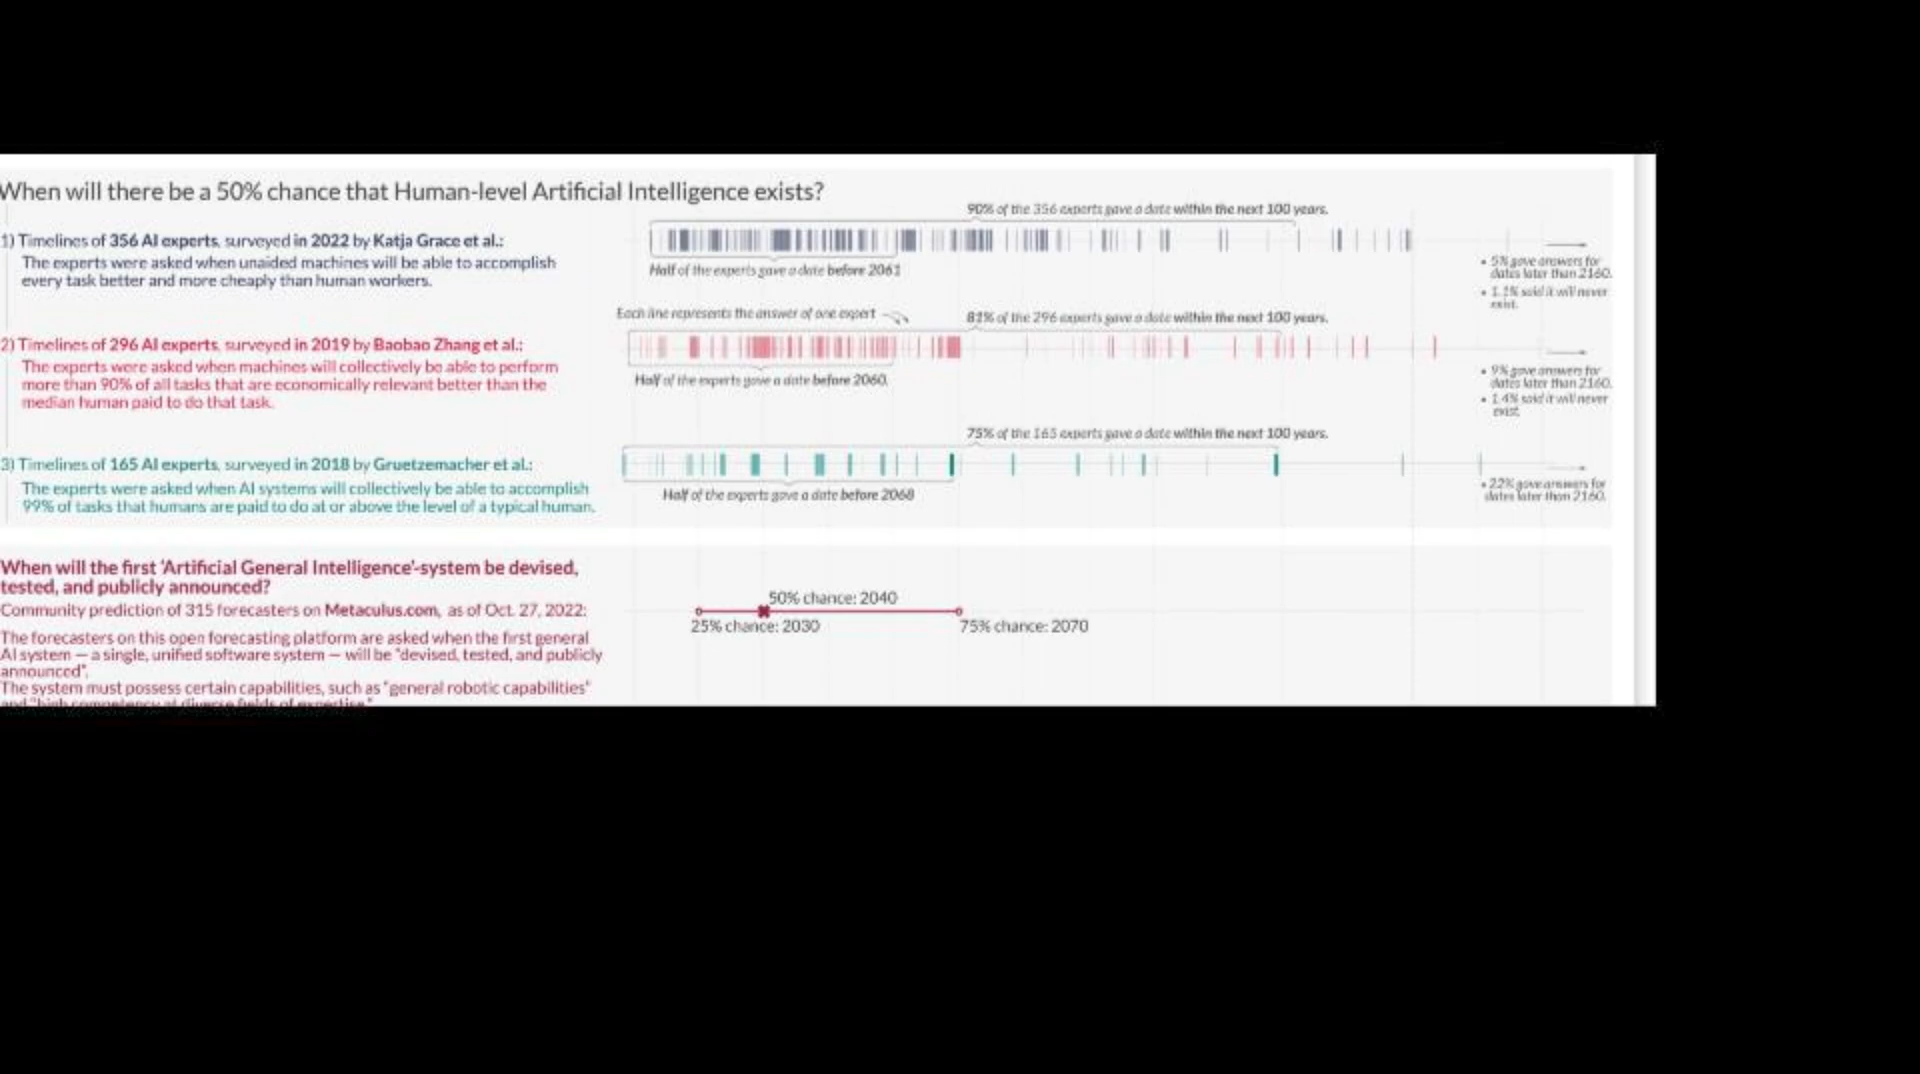 When will there be a 50% chance that Human-level Artificial Intelligence exists?
90% of the 356 experts gave a date within the next 100 years.
1) Timelines of 356 AI experts, surveyed in 2022 by Katja Grace et al.:
The experts were asked when unaided machines will be able to accomplish
every task better and more cheaply than human workers.
Half of the experts gave a date before 2061
• 5% gave answers for
dates later than 2160.
• 1.1% said it will never
exist.
Each line represents the answer of one expert
81% of the 296 experts gave a date within the next 100 years.
2) Timelines of 296 AI experts, surveyed in 2019 by Baobao Zhang et al.:
The experts were asked when machines will collectively be able to perform
more than 90% of all tasks that are economically relevant better than the
median human paid to do that task.
Half of the experts gave a date before 2060.
• 9% gave answers for
dates later than 2160.
• 1.4% said it will never
exist.
75% of the 165 experts gave a date within the next 100 years.
3) Timelines of 165 AI experts, surveyed in 2018 by Gruetzemacher et al.:
The experts were asked when AI systems will collectively be able to accomplish
99% of tasks that humans are paid to do at or above the level of a typical human.
Half of the experts gave a date before 2068
• 22% gave answers for
dates later than 2160.
When will the first 'Artificial General Intelligence'-system be devised,
tested, and publicly announced?
Community prediction of 315 forecasters on Metaculus.com, as of Oct. 27, 2022:
50% chance: 2040
25% chance: 2030
75% chance: 2070
The forecasters on this open forecasting platform are asked when the first general
AI system — a single, unified software system — will be "devised, tested, and publicly
announced".
The system must possess certain capabilities, such as "general robotic capabilities"
and "high competency at diverse fields of expertise."